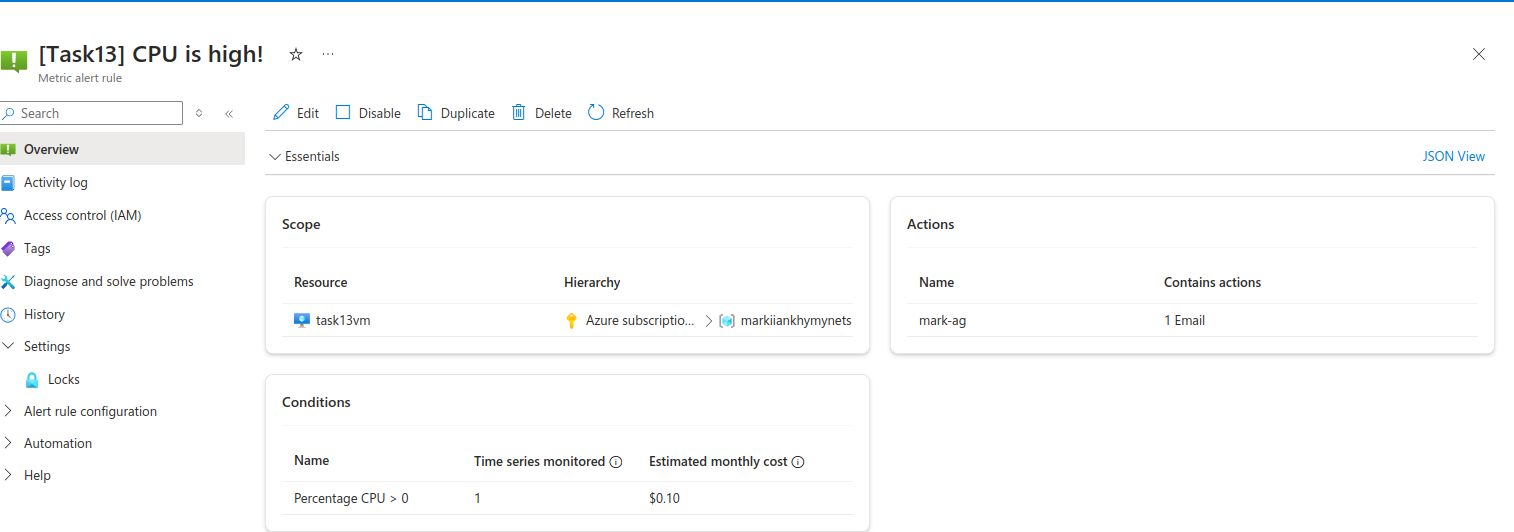 [Task13] CPU is high!
Metric alert rule
Search
Overview
Activity log
Access control (IAM)
Tags
Diagnose and solve problems
History
Settings
Locks
Alert rule configuration
Automation
Help
Edit Disable Duplicate Delete Refresh
Essentials JSON View
Scope
Resource Hierarchy
task13vm Azure subscriptio... > markiiankhymynets
Actions
Name Contains actions
mark-ag 1 Email
Conditions
Name Time series monitored Estimated monthly cost
Percentage CPU > 0 1 $0.10